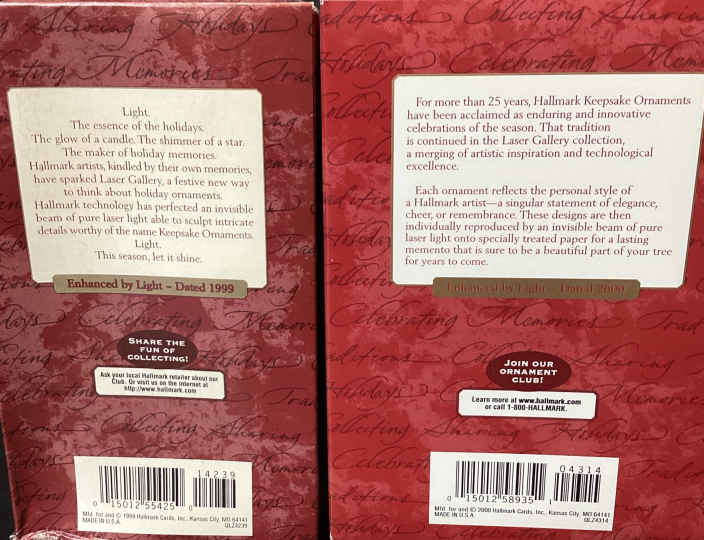 Light.
The essence of the holidays.
The glow of a candle. The shimmer of a star.
The maker of holiday memories.
Hallmark artists, kindled by their own memories,
have sparked Laser Gallery, a festive new way
to think about holiday ornaments.
Hallmark technology has perfected an invisible
beam of pure laser light able to sculpt intricate
details worthy of the name Keepsake Ornaments.
Light.
This season, let it shine.
Enhanced by Light – Dated 1999
SHARE THE
FUN OF
COLLECTING!
Ask your local Hallmark retailer about our
Club. Or visit us on the internet at
http://www.hallmark.com
14239
0 15012 55425
Mfd. for and © 1999 Hallmark Cards, Inc., Kansas City, MO 64141
MADE IN U.S.A.
QLZ4239
For more than 25 years, Hallmark Keepsake Ornaments
have been acclaimed as enduring and innovative
celebrations of the season. That tradition
is continued in the Laser Gallery collection,
a merging of artistic inspiration and technological
excellence.
Each ornament reflects the personal style of
a Hallmark artist—a singular statement of elegance,
cheer, or remembrance. These designs are then
individually reproduced by an invisible beam of pure
laser light onto specially treated paper for a lasting
memento that is sure to be a beautiful part of your tree
for years to come.
Enhanced by Light – Dated 2000
JOIN OUR
ORNAMENT
CLUB!
Learn more at www.hallmark.com
or call 1-800-HALLMARK.
04314
0 15012 58935
Mfd. for and © 2000 Hallmark Cards, Inc., Kansas City, MO 64141
MADE IN U.S.A.
QLZ4314